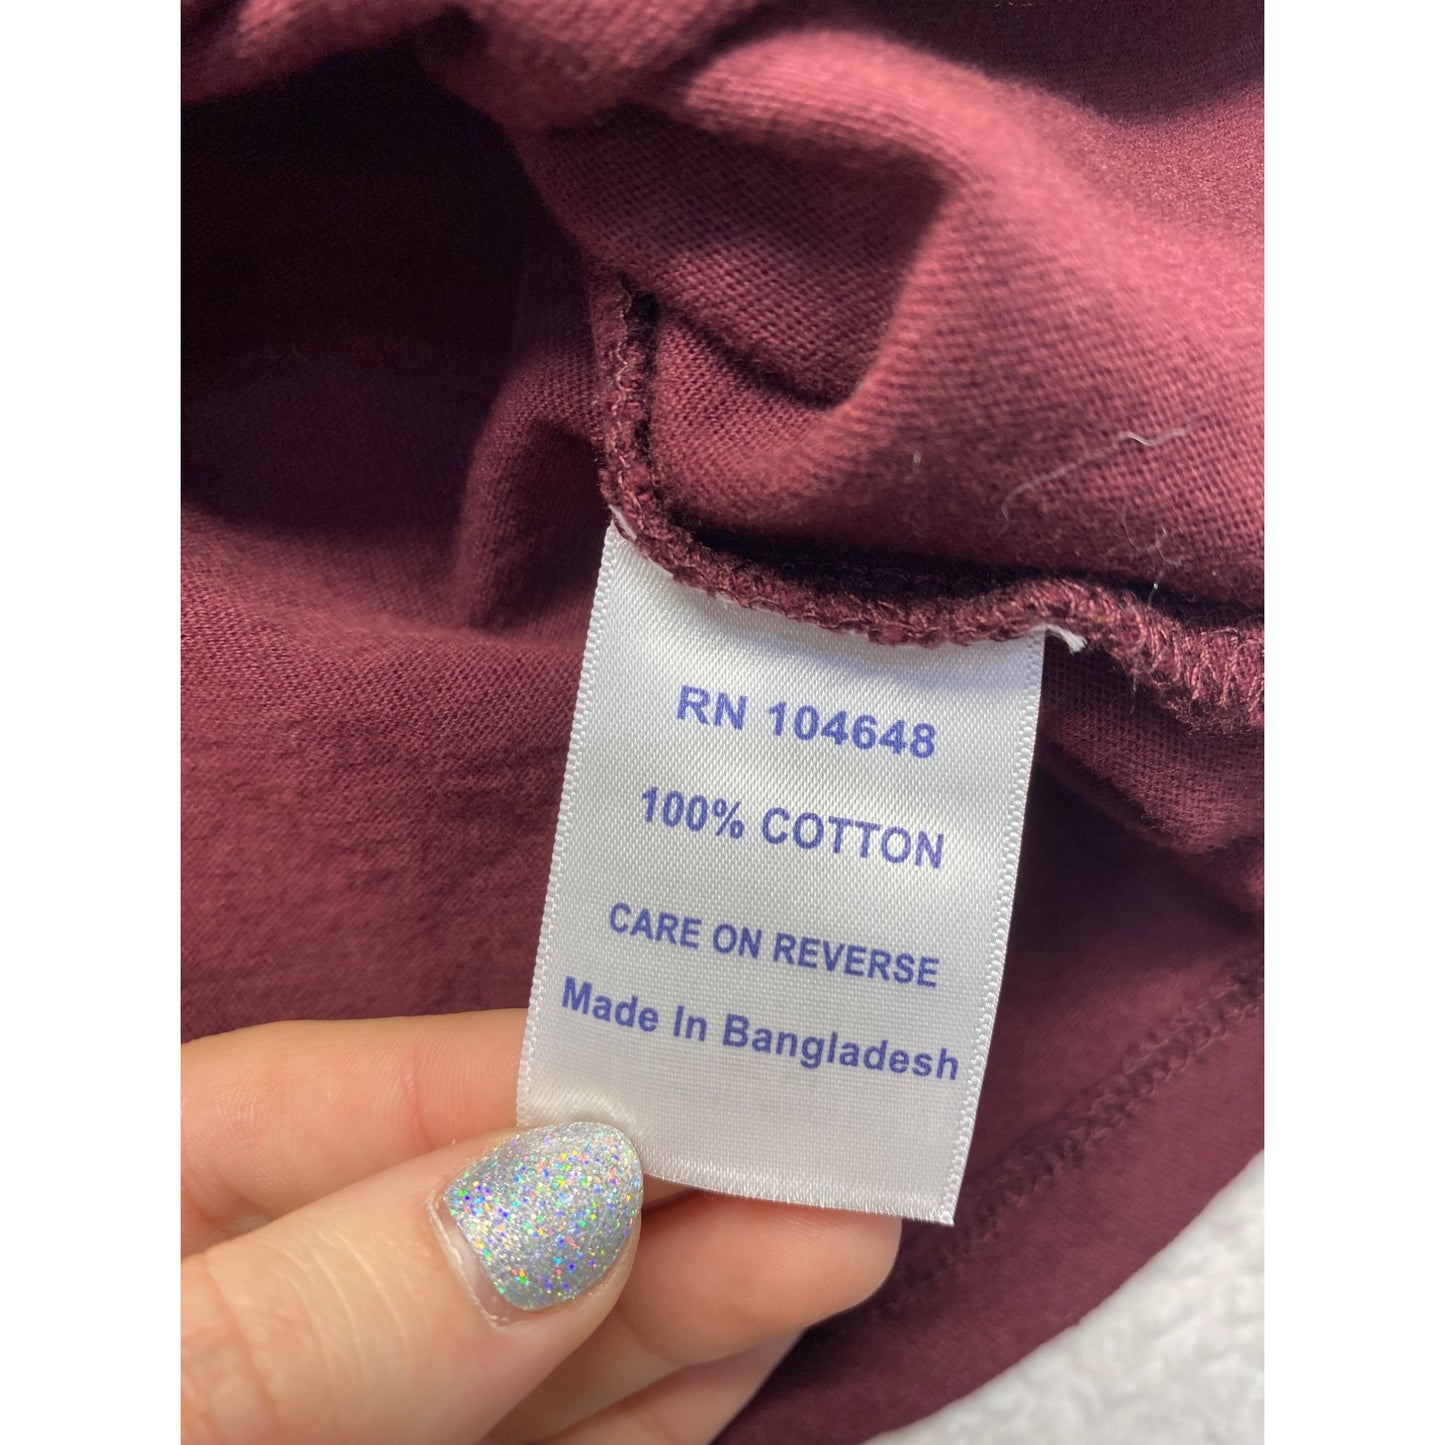 RN 104648
100% COTTON
CARE ON REVERSE
Made In Bangladesh